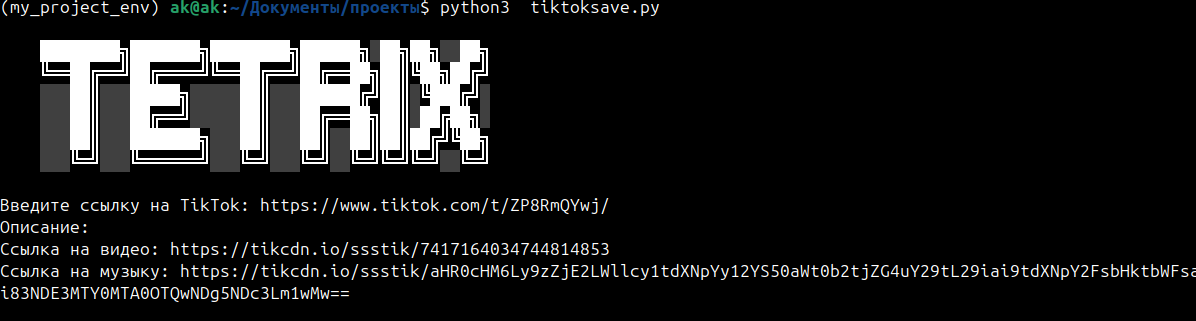 (my_project_env) ak@ak:~/Документы/проекты$ python3  tiktoksave.py
TETRIX
Введите ссылку на TikTok: https://www.tiktok.com/t/ZP8RmQYwj/
Описание:
Ссылка на видео: https://tikcdn.io/ssstik/7417164034744814853
Ссылка на музыку: https://tikcdn.io/ssstik/aHR0cHM6Ly9zZjE2LWllcy1tdXNpYy12YS50aWt0b2tjZG4uY29tL29iai9tdXNpY2FsbHktbWFsa
i83NDE3MTY0MTA0OTQwNDg5NDc3Lm1wMw==